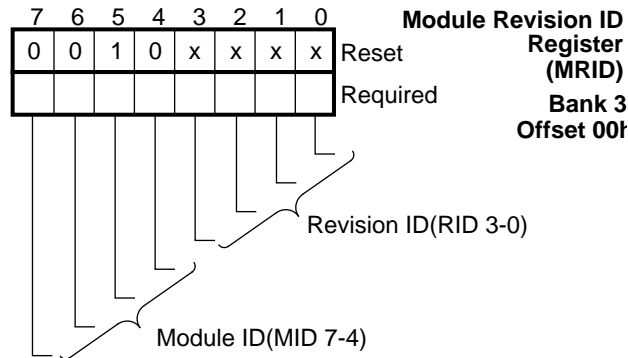 7 6 5 4 3 2 1 0
Module Revision ID
Register
(MRID)
0 0 1 0 x x x x Reset
Required
Bank 3
Offset 00h
Revision ID(RID 3-0)
Module ID(MID 7-4)